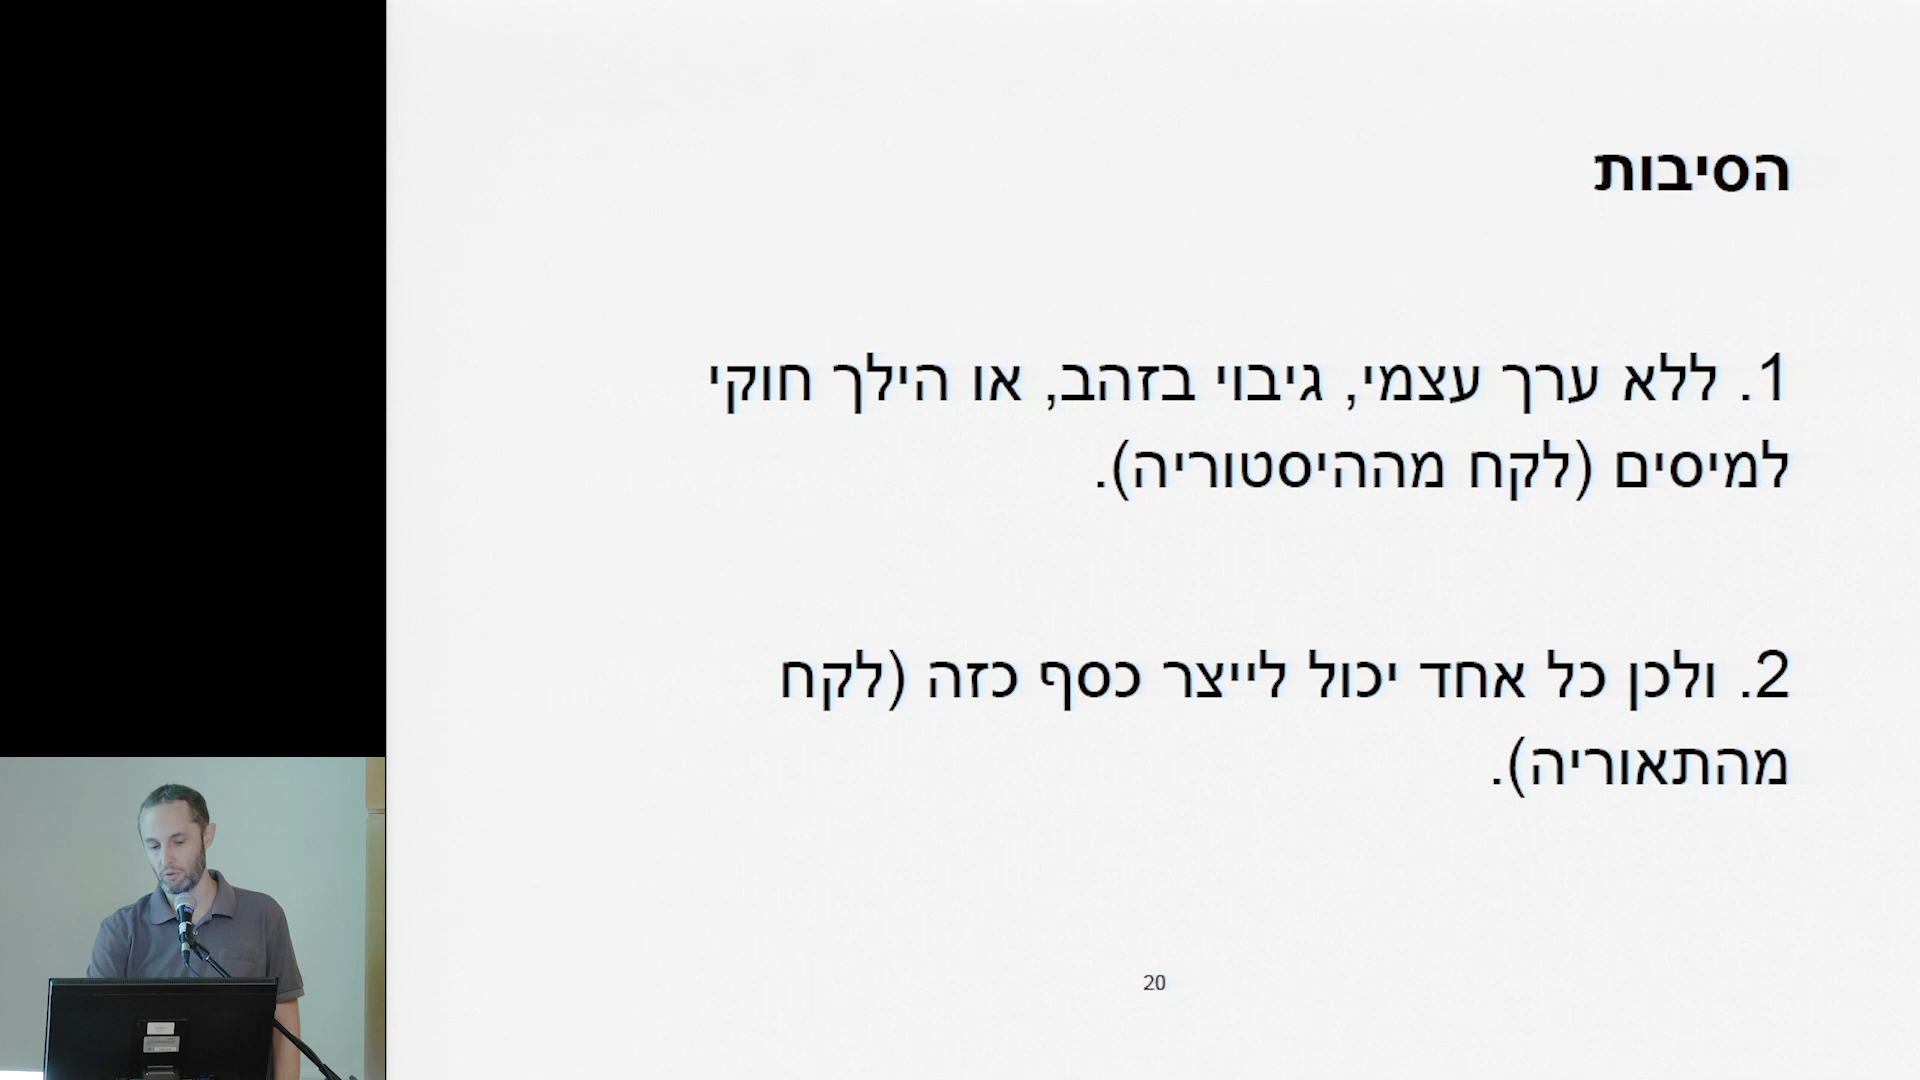 הסיבות
1. ללא ערך עצמי, גיבוי בזהב, או הילך חוקי
למיסים (לקח מההיסטוריה).
2. ולכן כל אחד יכול לייצר כסף כזה (לקח
מהתאוריה).
20